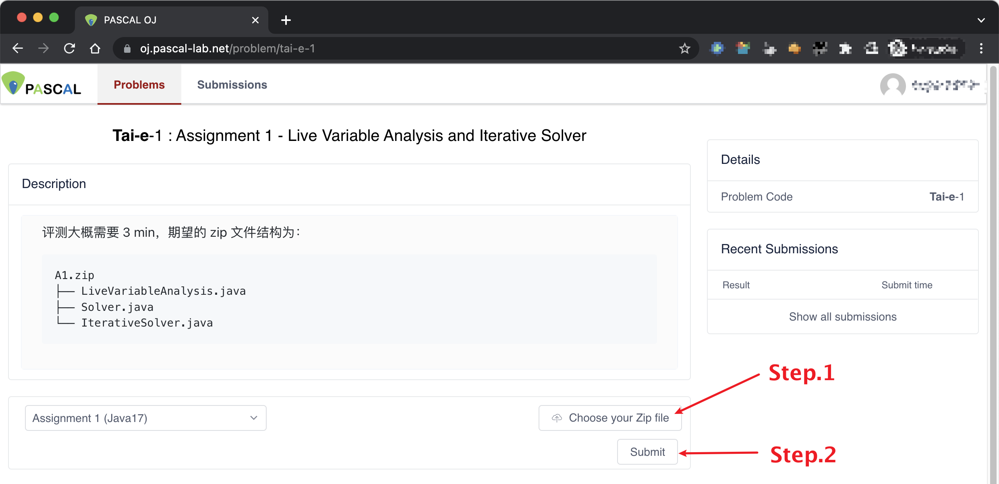 PASCAL OJ
oj.pascal-lab.net/problem/tai-e-1
PASCAL
Problems
Submissions
Tai-e-1 : Assignment 1 - Live Variable Analysis and Iterative Solver
Description
评测大概需要 3 min，期望的 zip 文件结构为：
A1.zip
├── LiveVariableAnalysis.java
├── Solver.java
└── IterativeSolver.java
Assignment 1 (Java17)
Choose your Zip file
Submit
Details
Problem Code
Tai-e-1
Recent Submissions
Result
Submit time
Show all submissions
Step.1
Step.2